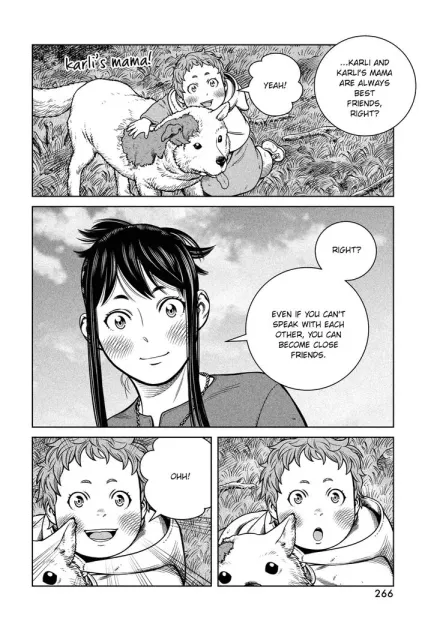 ...KARLI AND
KARLI'S MAMA
ARE ALWAYS
BEST
FRIENDS,
RIGHT?
YEAH!
karli's mama!
RIGHT?
EVEN IF YOU CAN'T
SPEAK WITH EACH
OTHER, YOU CAN
BECOME CLOSE
FRIENDS.
OHH!
266